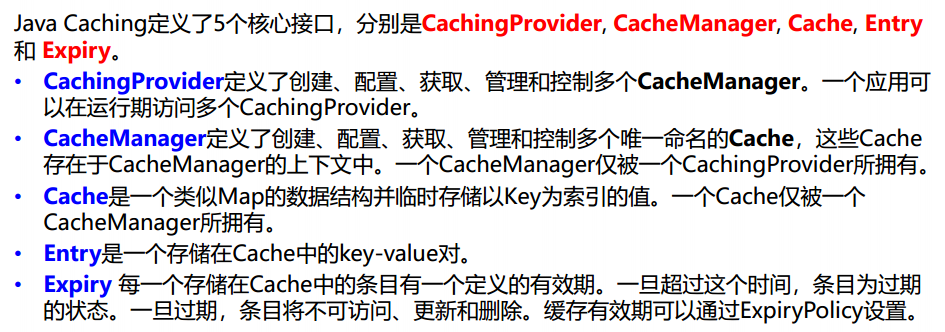 Java Caching定义了5个核心接口，分别是CachingProvider, CacheManager, Cache, Entry
和 Expiry。
• CachingProvider定义了创建、配置、获取、管理和控制多个CacheManager。一个应用可
以在运行期访问多个CachingProvider。
• CacheManager定义了创建、配置、获取、管理和控制多个唯一命名的Cache，这些Cache
存在于CacheManager的上下文中。一个CacheManager仅被一个CachingProvider所拥有。
• Cache是一个类似Map的数据结构并临时存储以Key为索引的值。一个Cache仅被一个
CacheManager所拥有。
• Entry是一个存储在Cache中的key-value对。
• Expiry 每一个存储在Cache中的条目有一个定义的有效期。一旦超过这个时间，条目为过期
的状态。一旦过期，条目将不可访问、更新和删除。缓存有效期可以通过ExpiryPolicy设置。